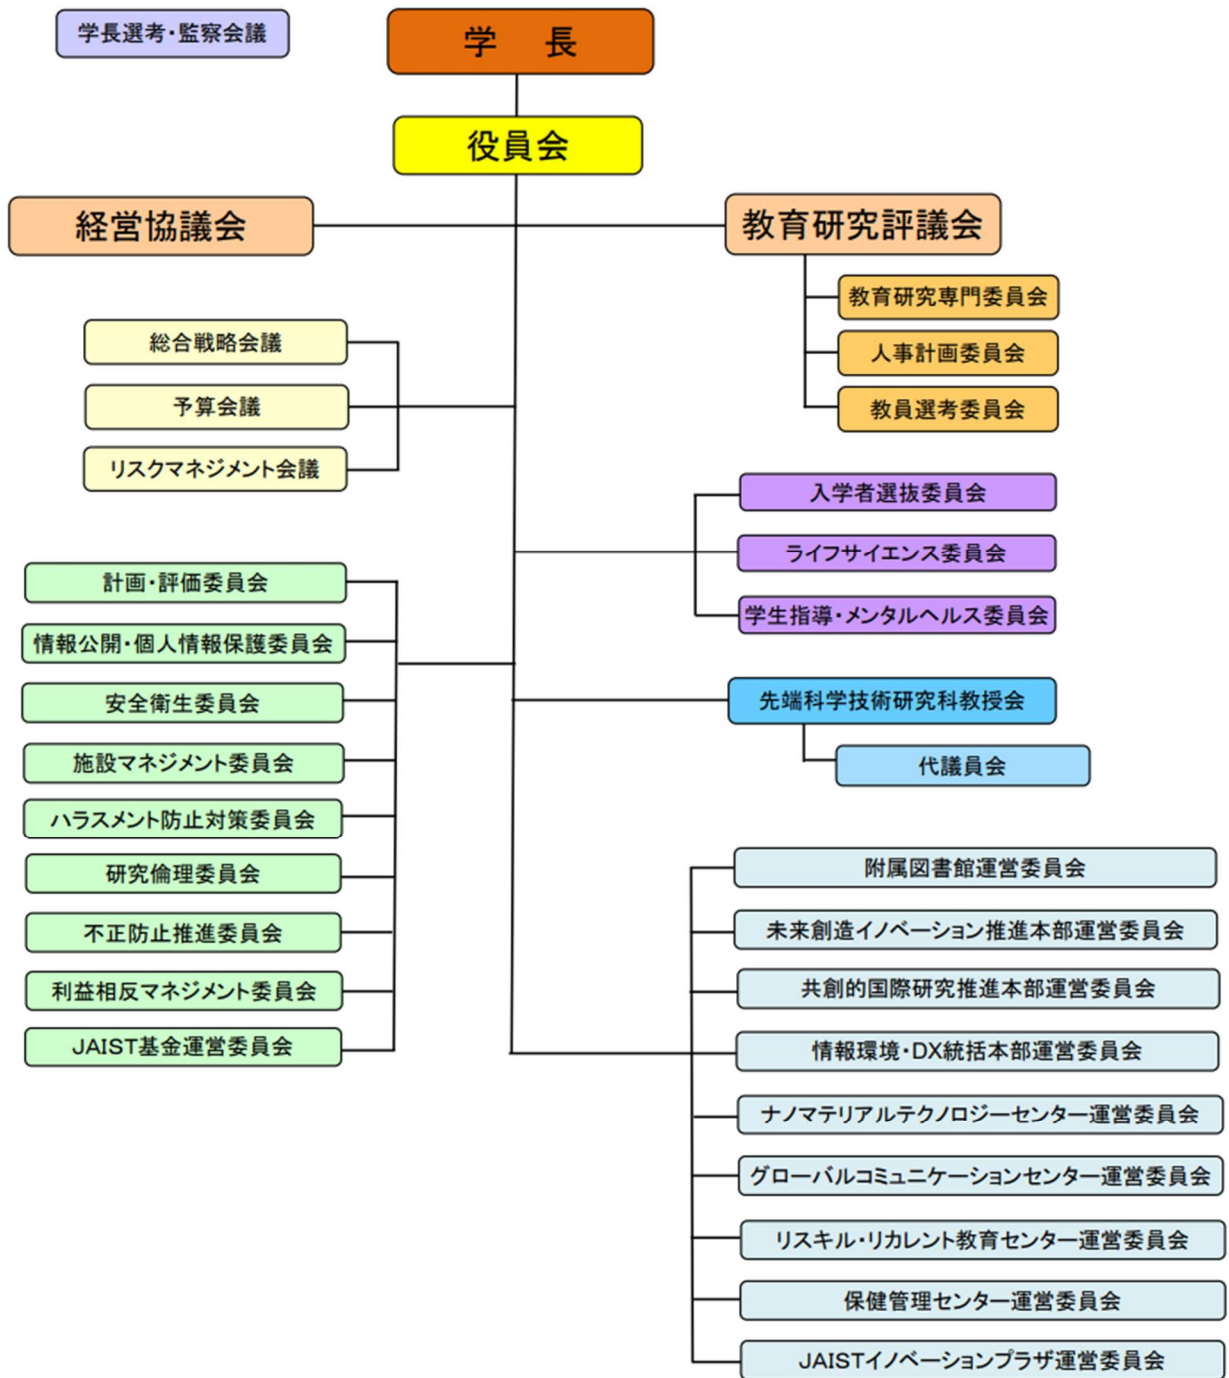 学長選考・監察会議
学　長
役員会
経営協議会
教育研究評議会
教育研究専門委員会
人事計画委員会
教員選考委員会
総合戦略会議
予算会議
リスクマネジメント会議
入学者選抜委員会
ライフサイエンス委員会
学生指導・メンタルヘルス委員会
計画・評価委員会
情報公開・個人情報保護委員会
安全衛生委員会
施設マネジメント委員会
ハラスメント防止対策委員会
研究倫理委員会
不正防止推進委員会
利益相反マネジメント委員会
JAIST基金運営委員会
先端科学技術研究科教授会
代議員会
附属図書館運営委員会
未来創造イノベーション推進本部運営委員会
共創的国際研究推進本部運営委員会
情報環境・DX統括本部運営委員会
ナノマテリアルテクノロジーセンター運営委員会
グローバルコミュニケーションセンター運営委員会
リスキル・リカレント教育センター運営委員会
保健管理センター運営委員会
JAISTイノベーションプラザ運営委員会